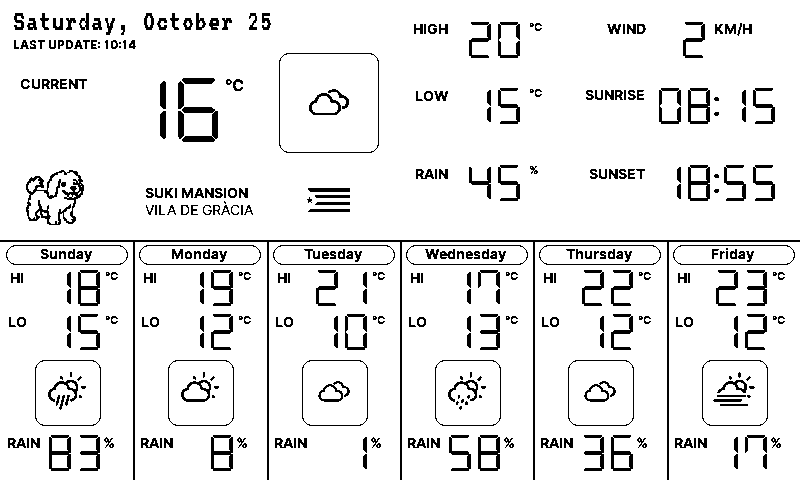 Saturday, October 25
LAST UPDATE: 10:14
CURRENT 16 °C
SUKI MANSION
VILA DE GRÀCIA
HIGH 20 °C
LOW 15 °C
RAIN 45 %
WIND 2 KM/H
SUNRISE 08:15
SUNSET 18:55
Sunday
HI 18 °C
LO 15 °C
RAIN 83 %
Monday
HI 19 °C
LO 12 °C
RAIN 8 %
Tuesday
HI 21 °C
LO 10 °C
RAIN 1 %
Wednesday
HI 17 °C
LO 13 °C
RAIN 58 %
Thursday
HI 22 °C
LO 12 °C
RAIN 36 %
Friday
HI 23 °C
LO 12 °C
RAIN 17 %